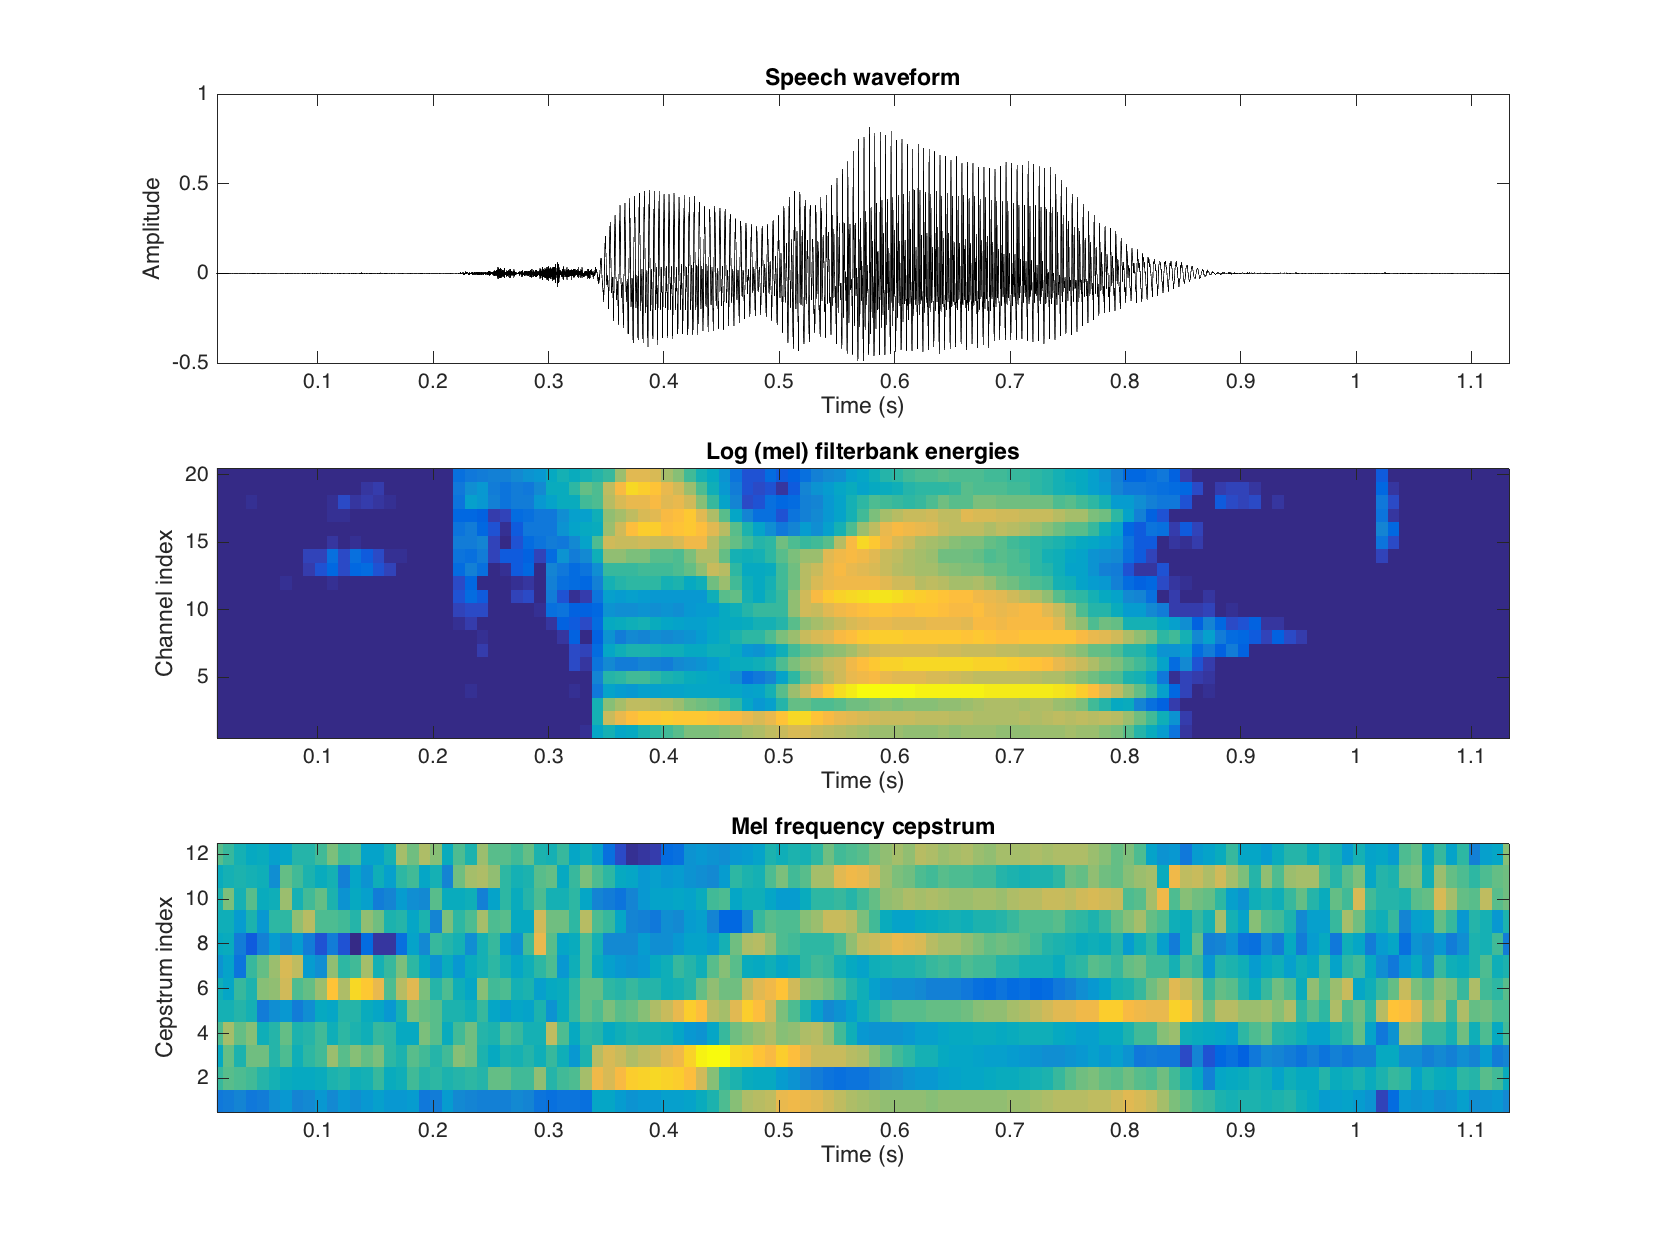 Speech waveform
1
0.5
0
-0.5
Amplitude
0.1 0.2 0.3 0.4 0.5 0.6 0.7 0.8 0.9 1 1.1
Time (s)
Log (mel) filterbank energies
20
15
10
5
Channel index
0.1 0.2 0.3 0.4 0.5 0.6 0.7 0.8 0.9 1 1.1
Time (s)
Mel frequency cepstrum
12
10
8
6
4
2
Cepstrum index
0.1 0.2 0.3 0.4 0.5 0.6 0.7 0.8 0.9 1 1.1
Time (s)